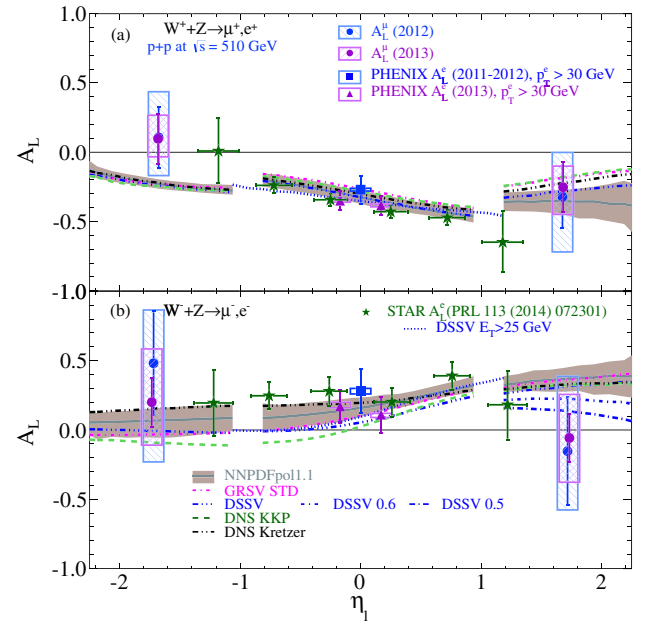 1.0
(a)
W⁺+Z→μ⁺,e⁺
p+p at √s = 510 GeV
A_L^μ (2012)
A_L^μ (2013)
PHENIX A_L^e (2011-2012), p_T^e > 30 GeV
PHENIX A_L^e (2013), p_T^e > 30 GeV
0.5
0.0
-0.5
-1.0
A_L
(b)
W⁻+Z→μ⁻,e⁻
STAR A_L^e (PRL 113 (2014) 072301)
DSSV E_T>25 GeV
0.5
0.0
-0.5
-1.0
A_L
NNPDFpol1.1
GRSV STD
DSSV
DSSV 0.6
DSSV 0.5
DNS KKP
DNS Kretzer
-2
-1
0
1
2
η_l